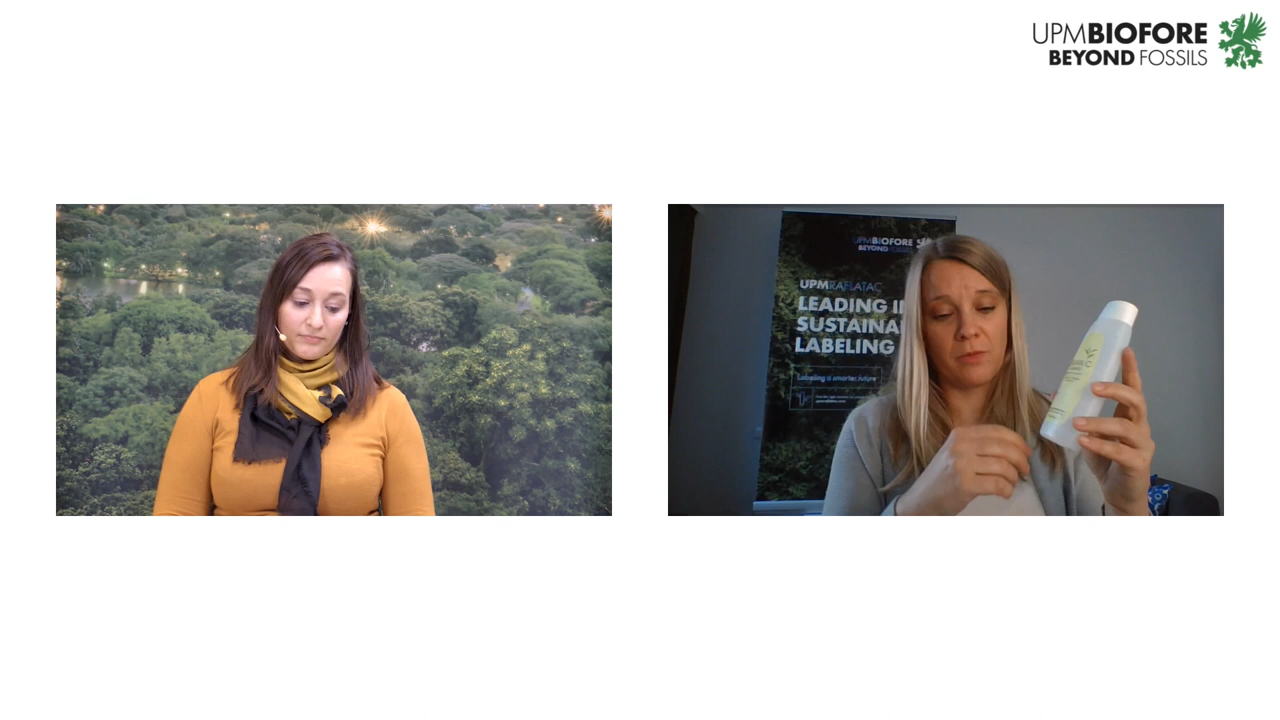 UPMBIOFORE
BEYOND FOSSILS
UPMBIOFORE
BEYOND FOSSILS
UPMRAFLATAC
LEADING IN
SUSTAINA
LABELING
Labeling a smarter future